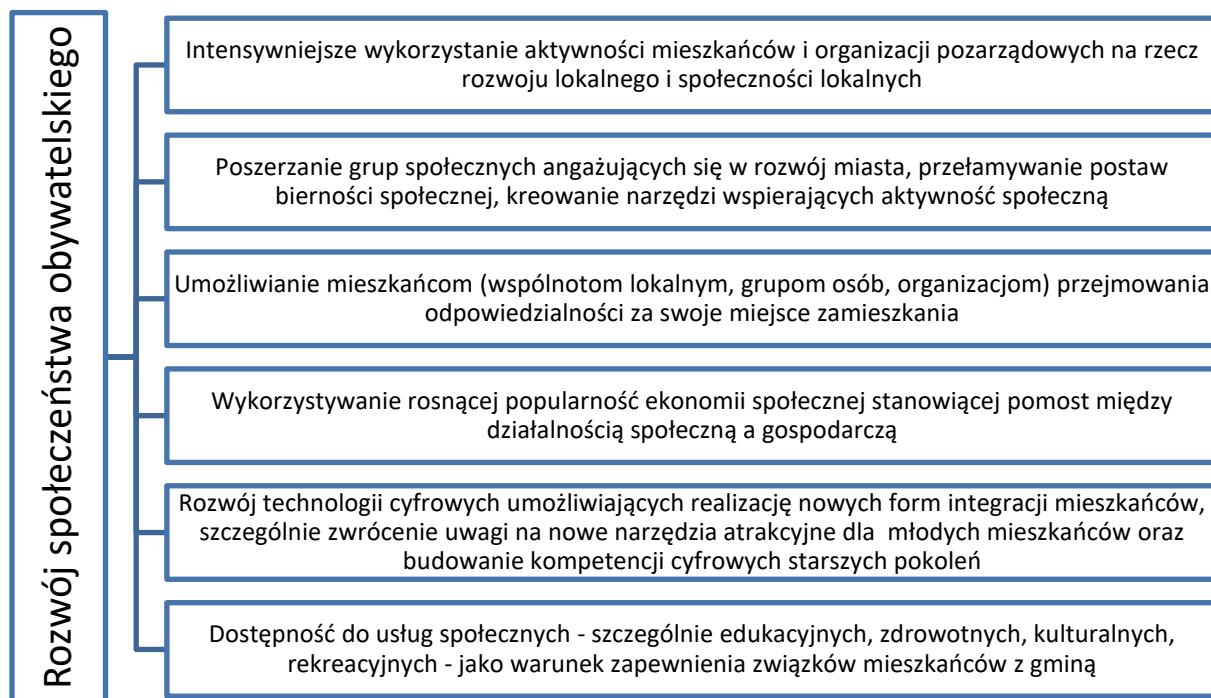 Rozwój społeczeństwa obywatelskiego
Intensywniejsze wykorzystanie aktywności mieszkańców i organizacji pozarządowych na rzecz
rozwoju lokalnego i społeczności lokalnych
Poszerzanie grup społecznych angażujących się w rozwój miasta, przełamywanie postaw
bierności społecznej, kreowanie narzędzi wspierających aktywność społeczną
Umożliwianie mieszkańcom (wspólnotom lokalnym, grupom osób, organizacjom) przejmowania
odpowiedzialności za swoje miejsce zamieszkania
Wykorzystywanie rosnącej popularność ekonomii społecznej stanowiącej pomost między
działalnością społeczną a gospodarczą
Rozwój technologii cyfrowych umożliwiających realizację nowych form integracji mieszkańców,
szczególnie zwrócenie uwagi na nowe narzędzia atrakcyjne dla młodych mieszkańców oraz
budowanie kompetencji cyfrowych starszych pokoleń
Dostępność do usług społecznych - szczególnie edukacyjnych, zdrowotnych, kulturalnych,
rekreacyjnych - jako warunek zapewnienia związków mieszkańców z gminą